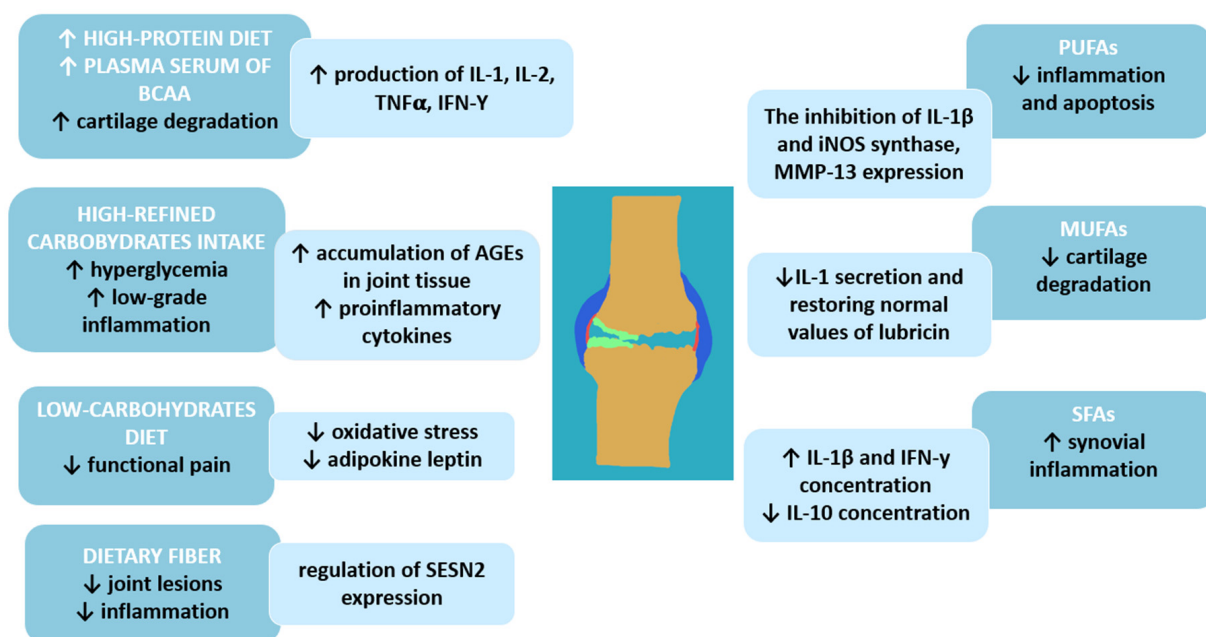 ↑ HIGH-PROTEIN DIET
↑ PLASMA SERUM OF
BCAA
↑ cartilage degradation
↑ production of IL-1, IL-2,
TNFα, IFN-Y
HIGH-REFINED
CARBOBYDRATES INTAKE
↑ hyperglycemia
↑ low-grade
inflammation
↑ accumulation of AGEs
in joint tissue
↑ proinflammatory
cytokines
LOW-CARBOHYDRATES
DIET
↓ functional pain
↓ oxidative stress
↓ adipokine leptin
DIETARY FIBER
↓ joint lesions
↓ inflammation
regulation of SESN2
expression
PUFAs
↓ inflammation
and apoptosis
The inhibition of IL-1β
and iNOS synthase,
MMP-13 expression
MUFAs
↓ cartilage
degradation
↓IL-1 secretion and
restoring normal
values of lubricin
SFAs
↑ synovial
inflammation
↑ IL-1β and IFN-y
concentration
↓ IL-10 concentration